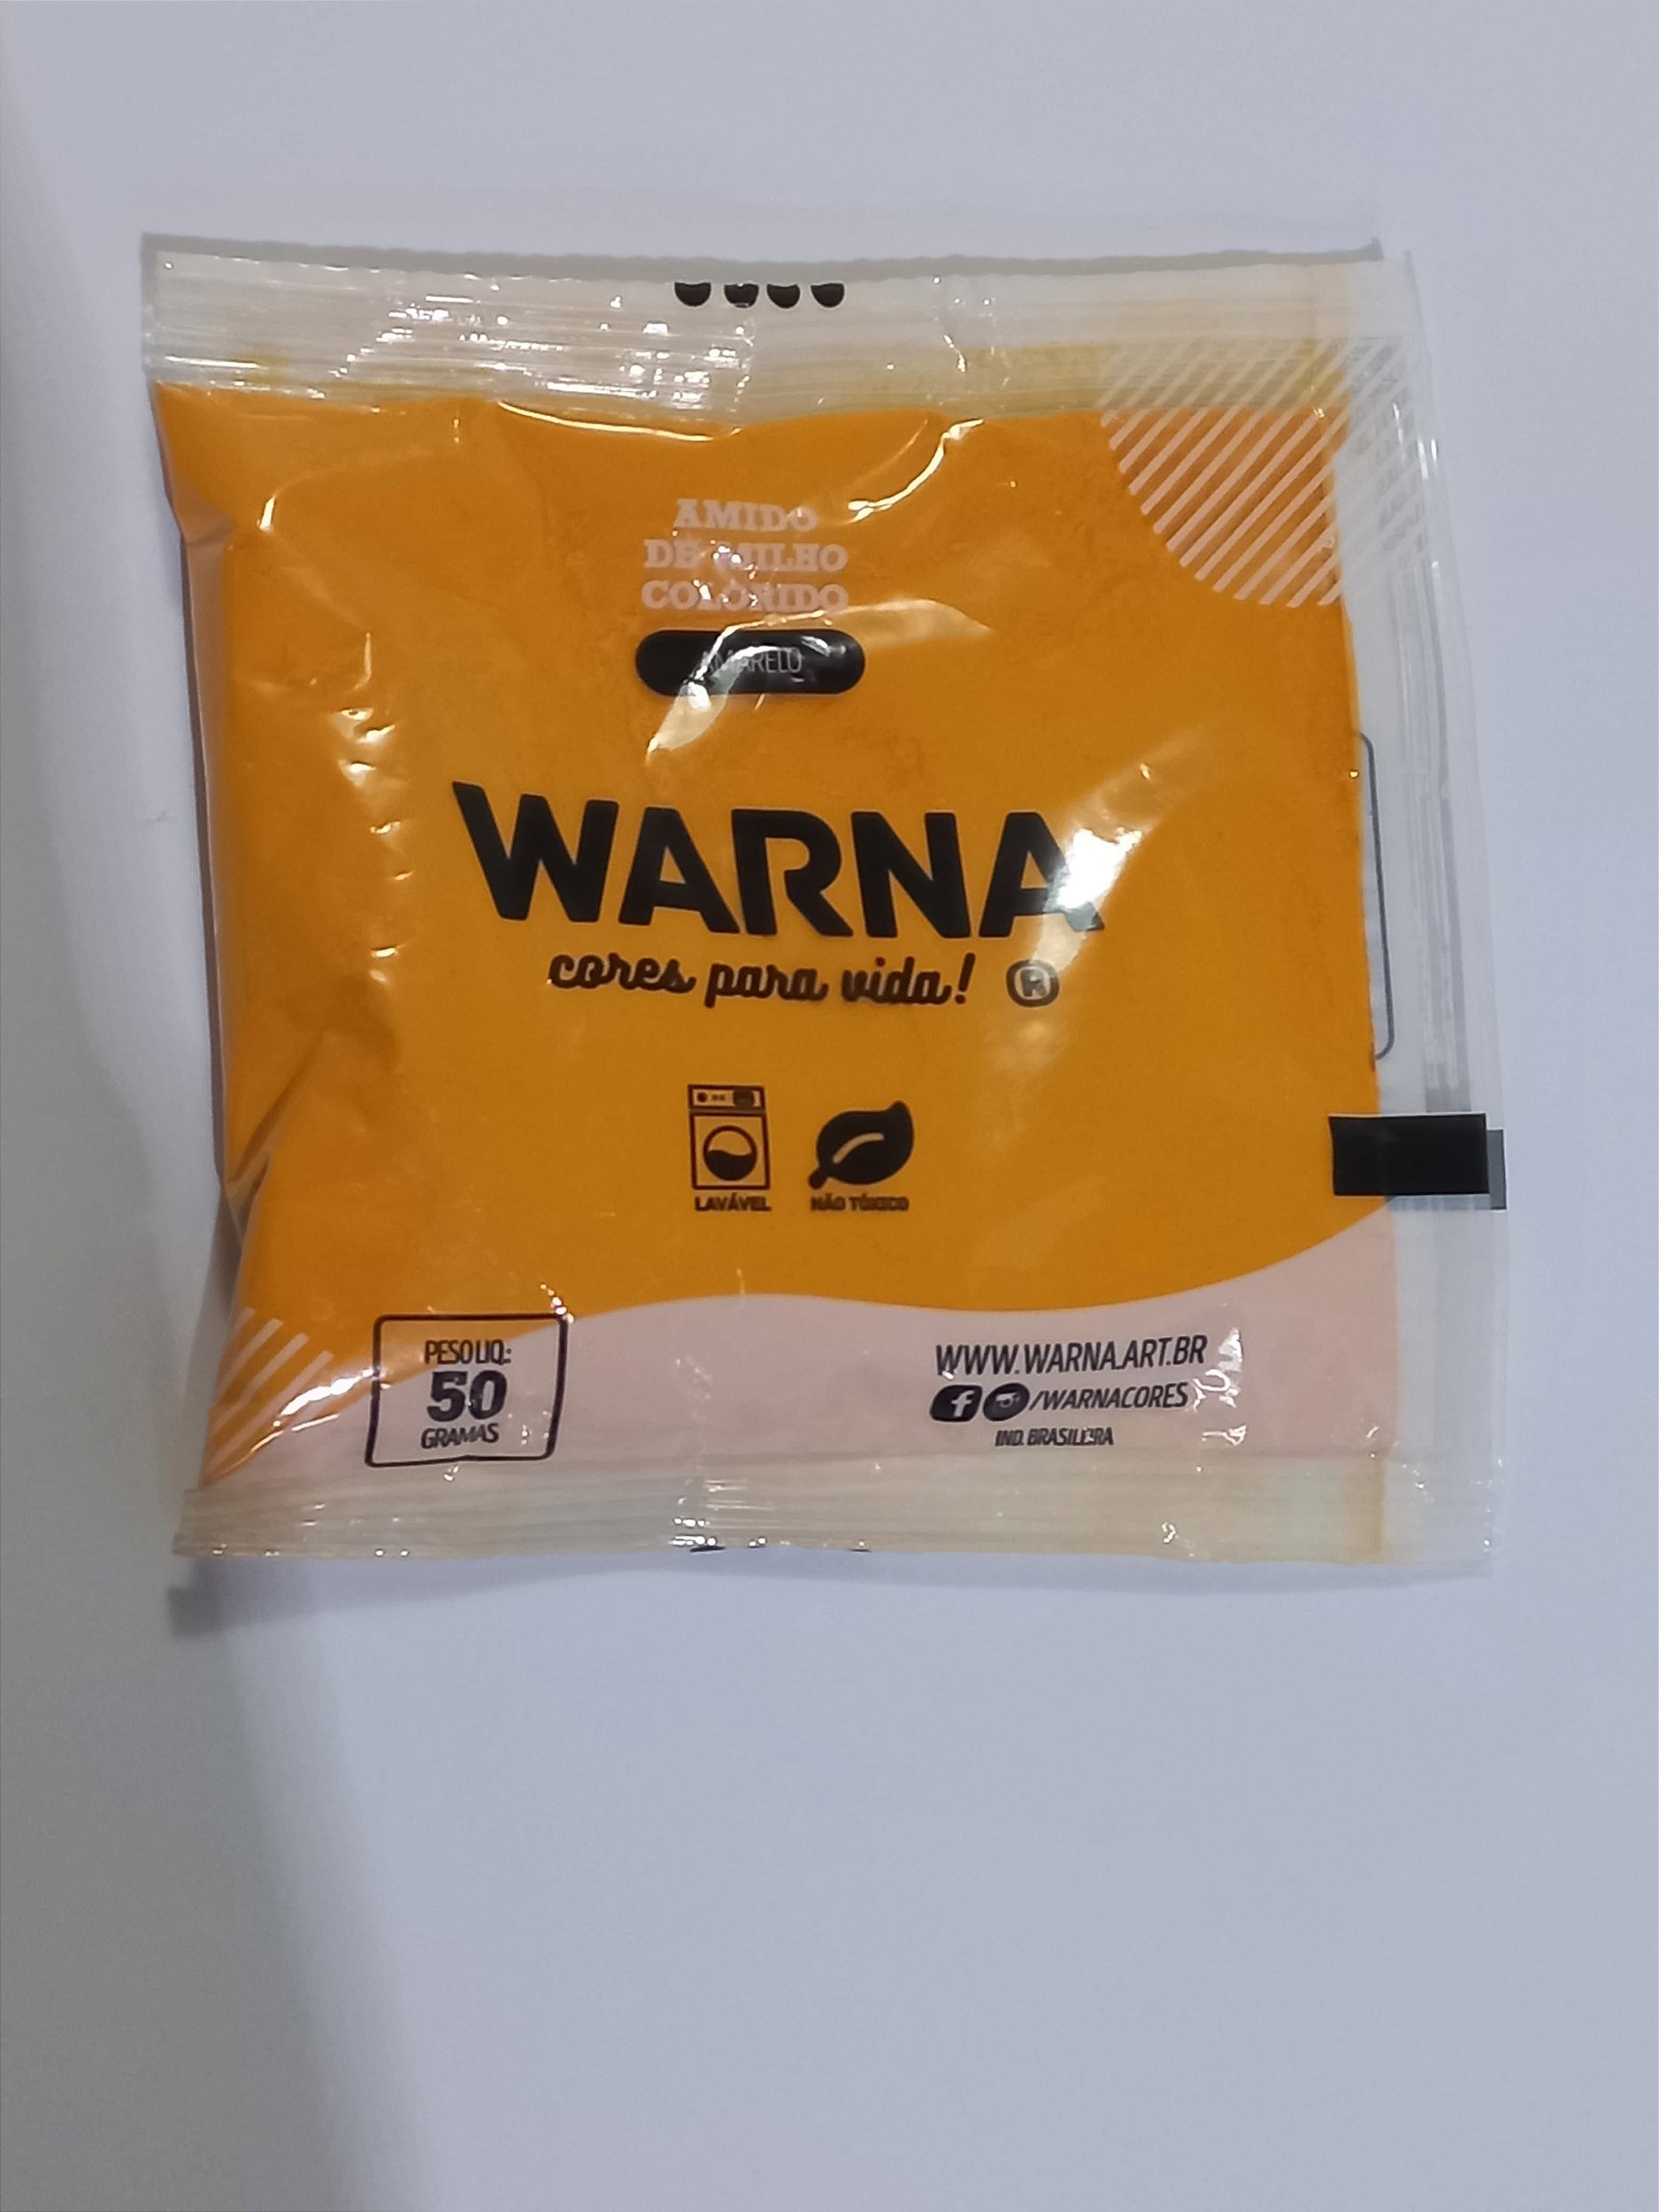 AMIDO
DE MILHO
COLORIDO
AMARELO
WARNA
cores para vida! ®
LAVÁVEL
NÃO TÓXICO
PESO LIQ.:
50
GRAMAS
WWW.WARNA.ART.BR
/WARNACORES
IND. BRASILEIRA